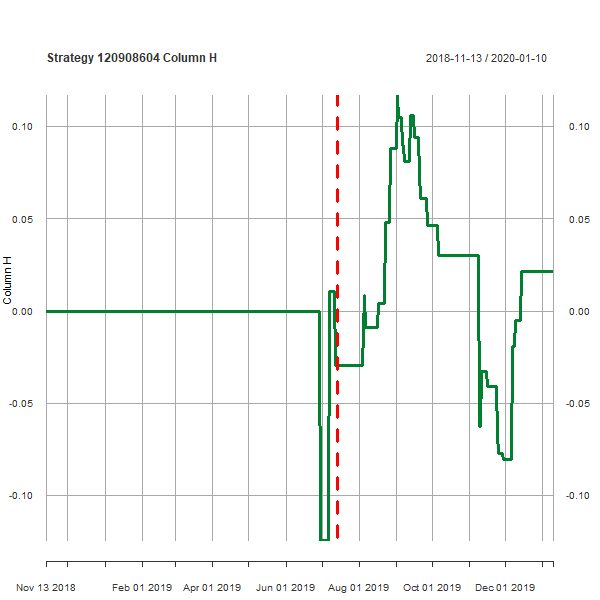 Strategy 120908604 Column H
2018-11-13 / 2020-01-10
0.10 0.10
0.05 0.05
Column H
0.00 0.00
-0.05 -0.05
-0.10 -0.10
Nov 13 2018 Feb 01 2019 Apr 01 2019 Jun 01 2019 Aug 01 2019 Oct 01 2019 Dec 01 2019